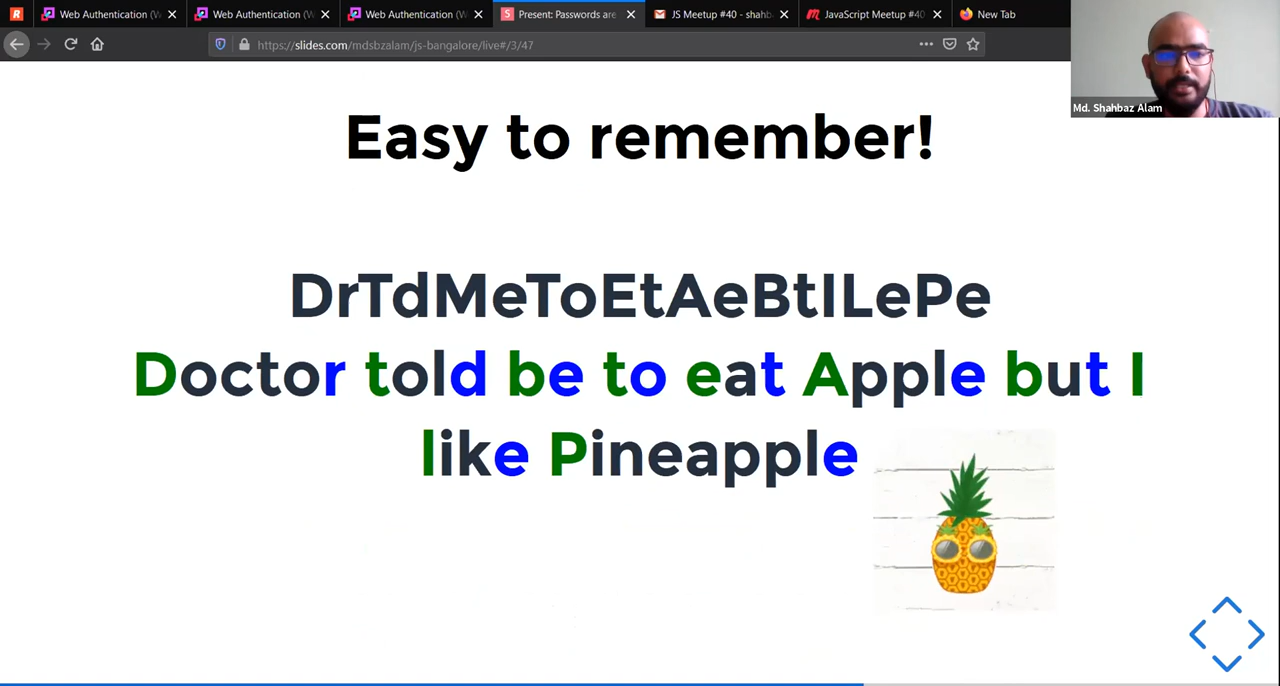 Web Authentication (W
Web Authentication (W
Web Authentication (W
Present: Passwords are
JS Meetup #40 - shahb
JavaScript Meetup #40
New Tab
https://slides.com/mdsbzalam/js-bangalore/live#/3/47
Md. Shahbaz Alam
Easy to remember!
DrTdMeToEtAeBtILePe
Doctor told be to eat Apple but I
like Pineapple